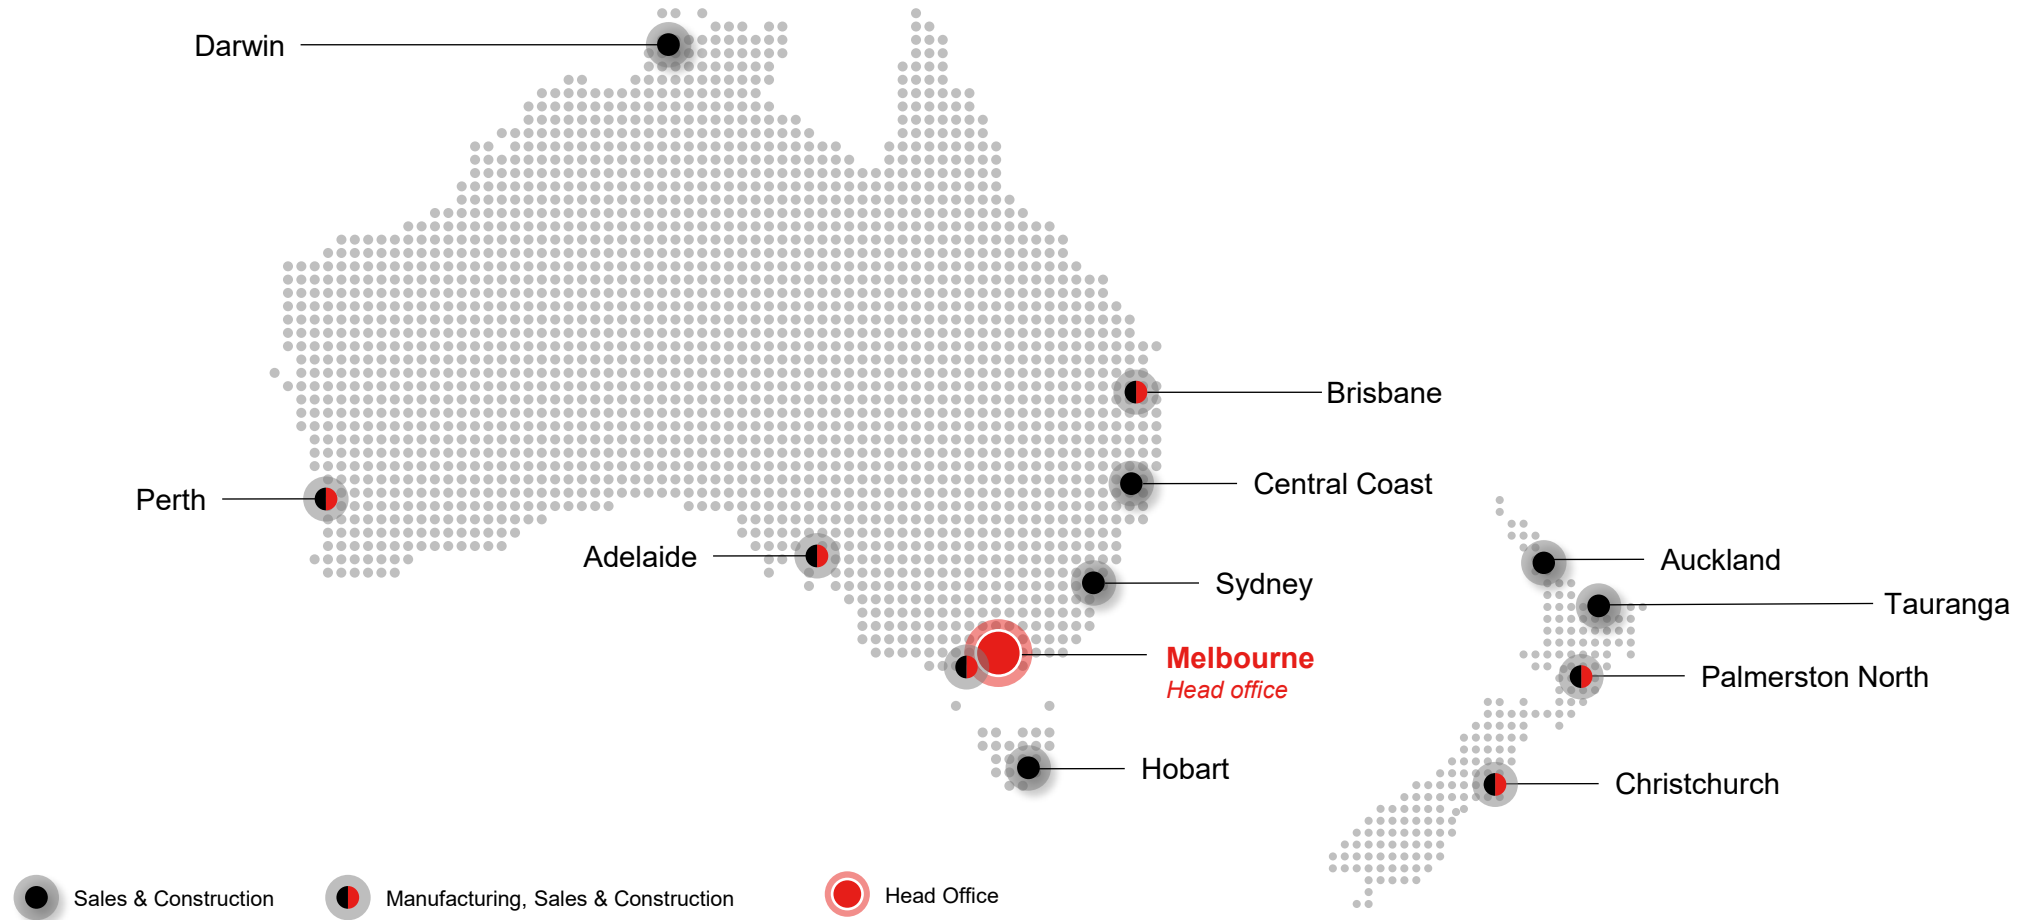 Darwin
Brisbane
Central Coast
Perth
Adelaide
Auckland
Sydney
Tauranga
Melbourne
Head office
Palmerston North
Hobart
Christchurch
Sales & Construction
Manufacturing, Sales & Construction
Head Office